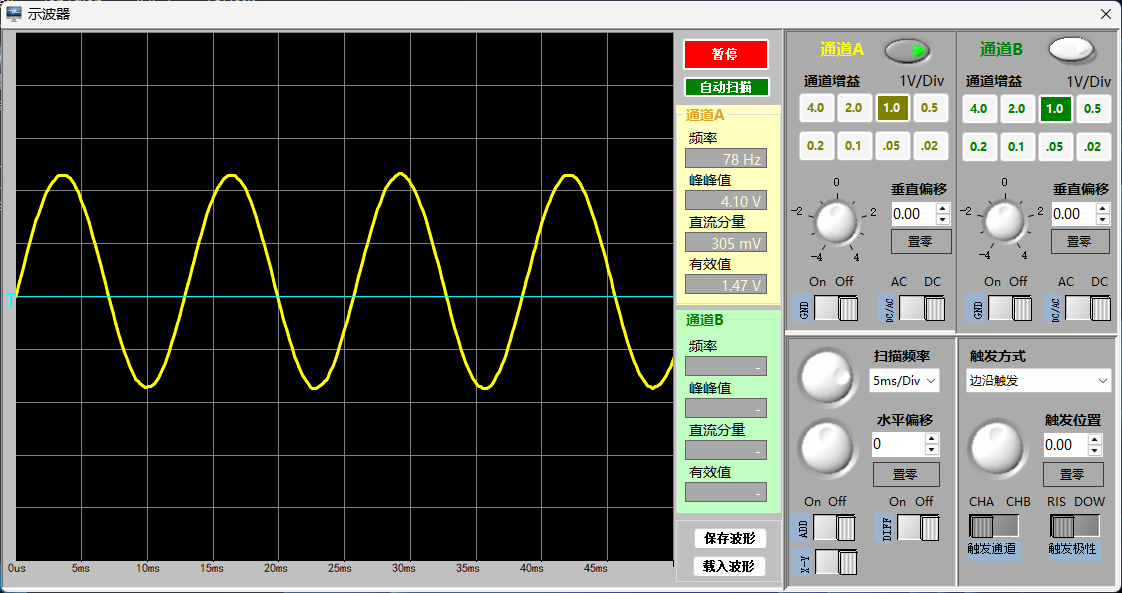 示波器
T
0us 5ms 10ms 15ms 20ms 25ms 30ms 35ms 40ms 45ms
暂停
自动扫描
通道A
频率
78 Hz
峰峰值
4.10 V
直流分量
305 mV
有效值
1.47 V
通道B
频率
-
峰峰值
-
直流分量
-
有效值
-
保存波形
载入波形
通道A
通道增益 1V/Div
4.0 2.0 1.0 0.5
0.2 0.1 .05 .02
0
-2 2
-4 4
垂直偏移
0.00
置零
On Off AC DC
GND DC/AC
通道B
通道增益 1V/Div
4.0 2.0 1.0 0.5
0.2 0.1 .05 .02
0
-2 2
-4 4
垂直偏移
0.00
置零
On Off AC DC
GND DC/AC
扫描频率
5ms/Div
水平偏移
0
置零
On Off On Off
ADD DIFF
X-Y
触发方式
边沿触发
触发位置
0.00
置零
CHA CHB RIS DOW
触发通道 触发极性